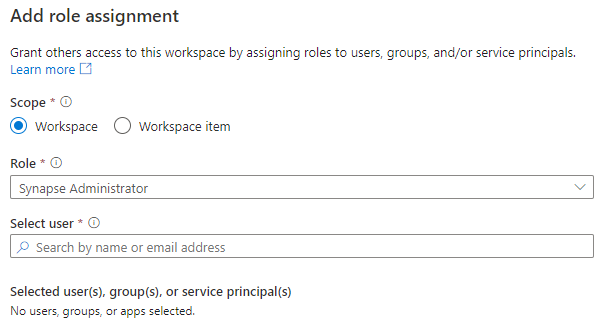 Add role assignment
Grant others access to this workspace by assigning roles to users, groups, and/or service principals.
Learn more
Scope *
Workspace
Workspace item
Role *
Synapse Administrator
Select user *
Search by name or email address
Selected user(s), group(s), or service principal(s)
No users, groups, or apps selected.